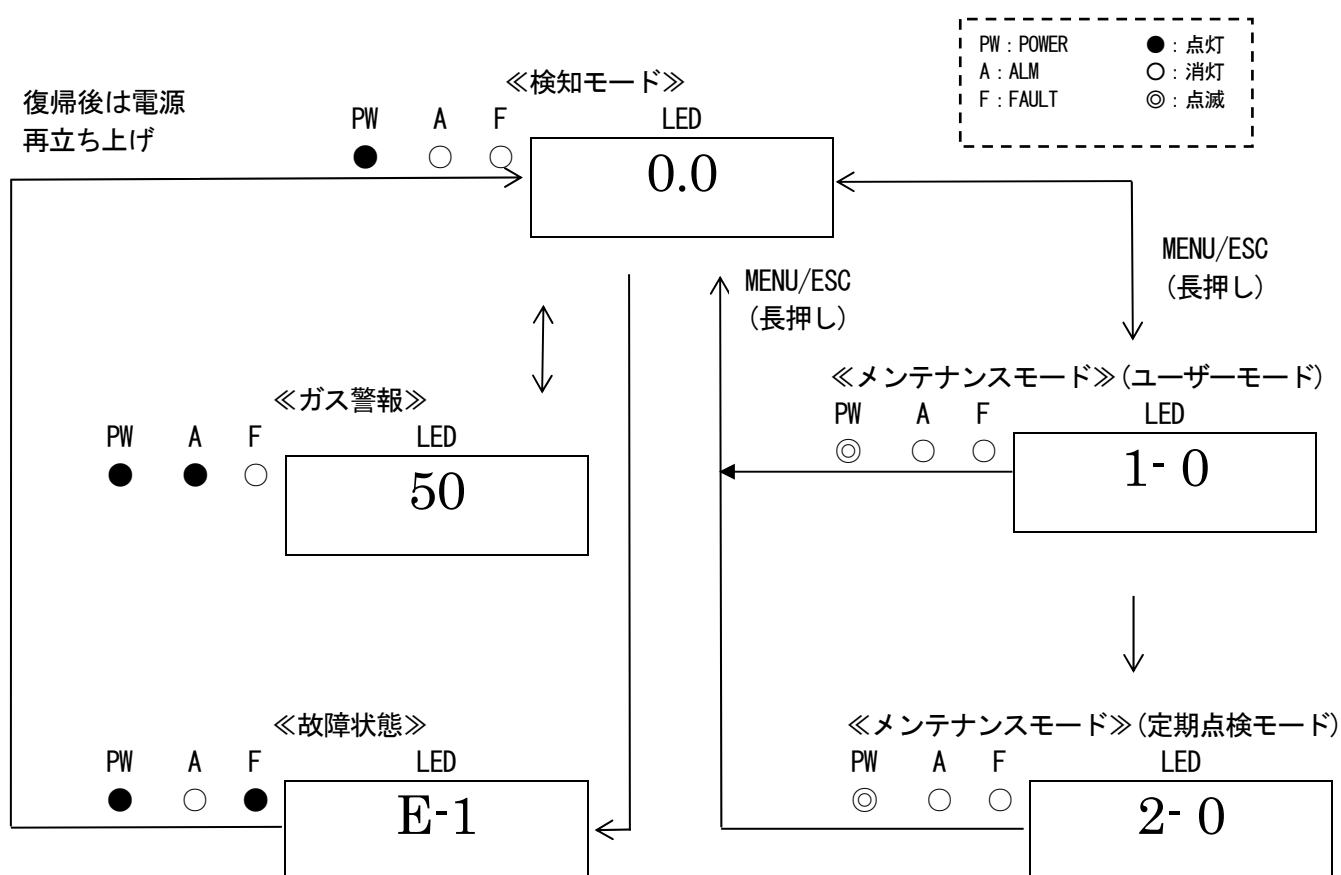 PW：POWER ●：点灯
A：ALM ○：消灯
F：FAULT ◎：点滅
復帰後は電源
再立ち上げ
≪検知モード≫
PW A F LED
● ○ ○
0.0
MENU/ESC
(長押し)
MENU/ESC
(長押し)
≪ガス警報≫
PW A F LED
● ● ○
50
≪メンテナンスモード≫(ユーザーモード)
PW A F LED
◎ ○ ○
1- 0
≪故障状態≫
PW A F LED
● ○ ●
E-1
≪メンテナンスモード≫(定期点検モード)
PW A F LED
◎ ○ ○
2- 0